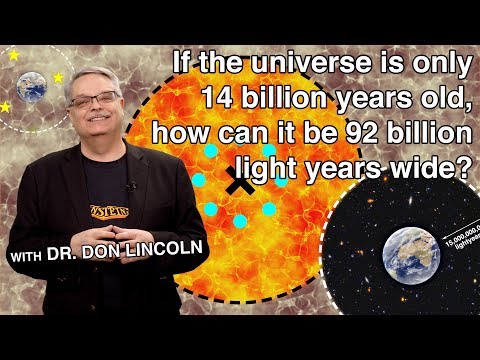 If the universe is only
14 billion years old,
how can it be 92 billion
light years wide?
WITH DR. DON LINCOLN